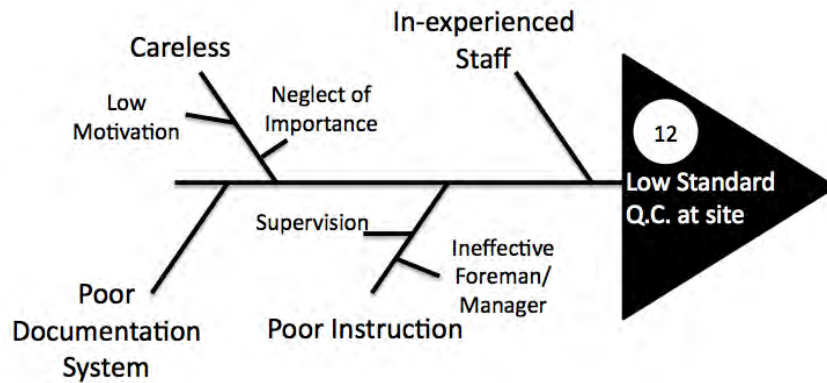 Careless
In-experienced
Staff
Low
Motivation
Neglect of
Importance
12
Low Standard
Q.C. at site
Supervision
Ineffective
Foreman/
Manager
Poor
Documentation
System
Poor Instruction